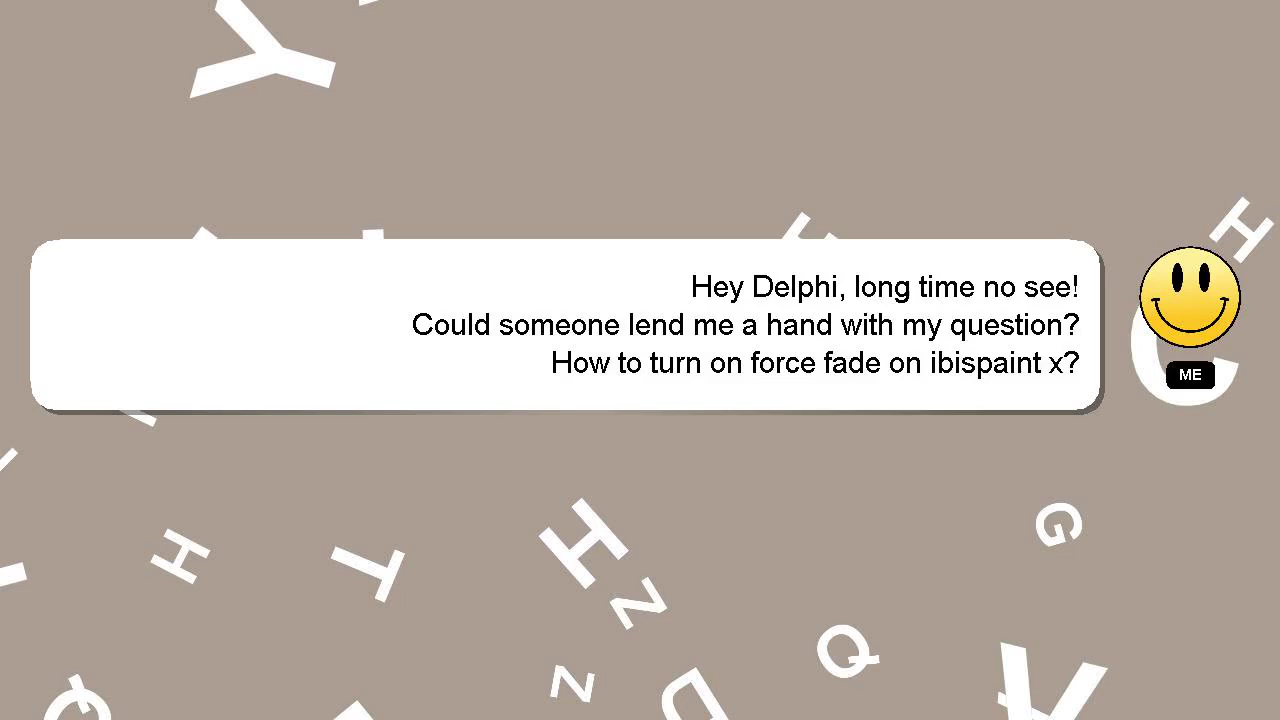 Hey Delphi, long time no see!
Could someone lend me a hand with my question?
How to turn on force fade on ibispaint x?
ME